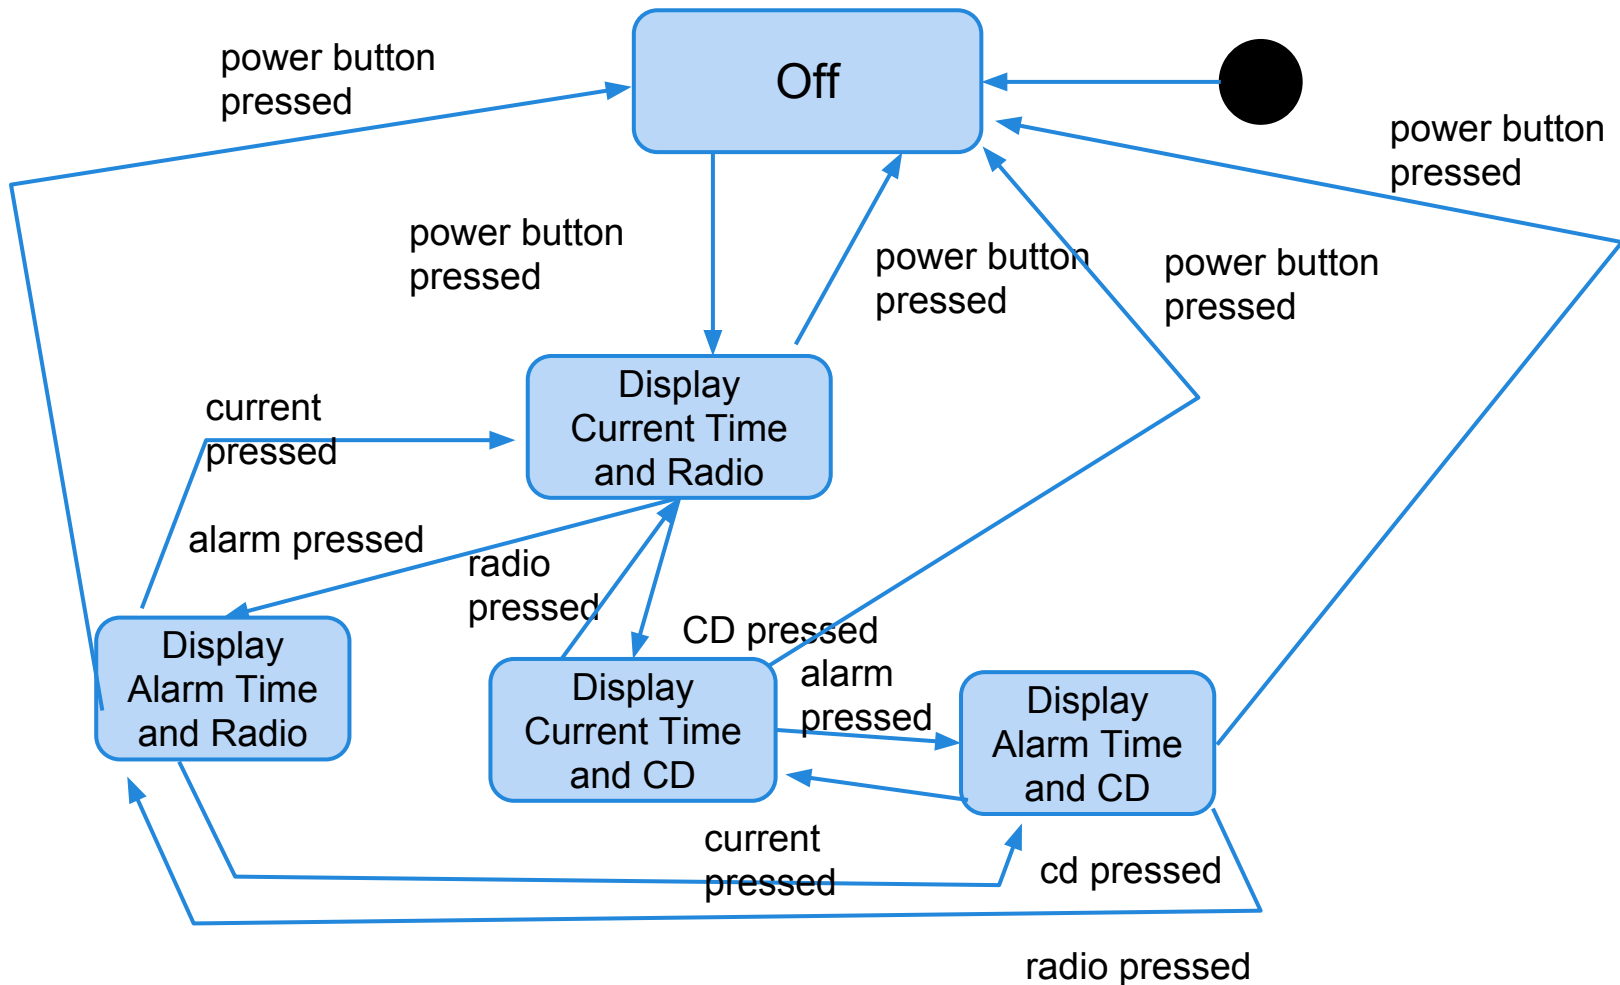 Off
power button
pressed
power button
pressed
power button
pressed
power button
pressed
power button
pressed
Display
Current Time
and Radio
current
pressed
alarm pressed
radio
pressed
CD pressed
Display
Alarm Time
and Radio
Display
Current Time
and CD
alarm
pressed
Display
Alarm Time
and CD
current
pressed
cd pressed
radio pressed